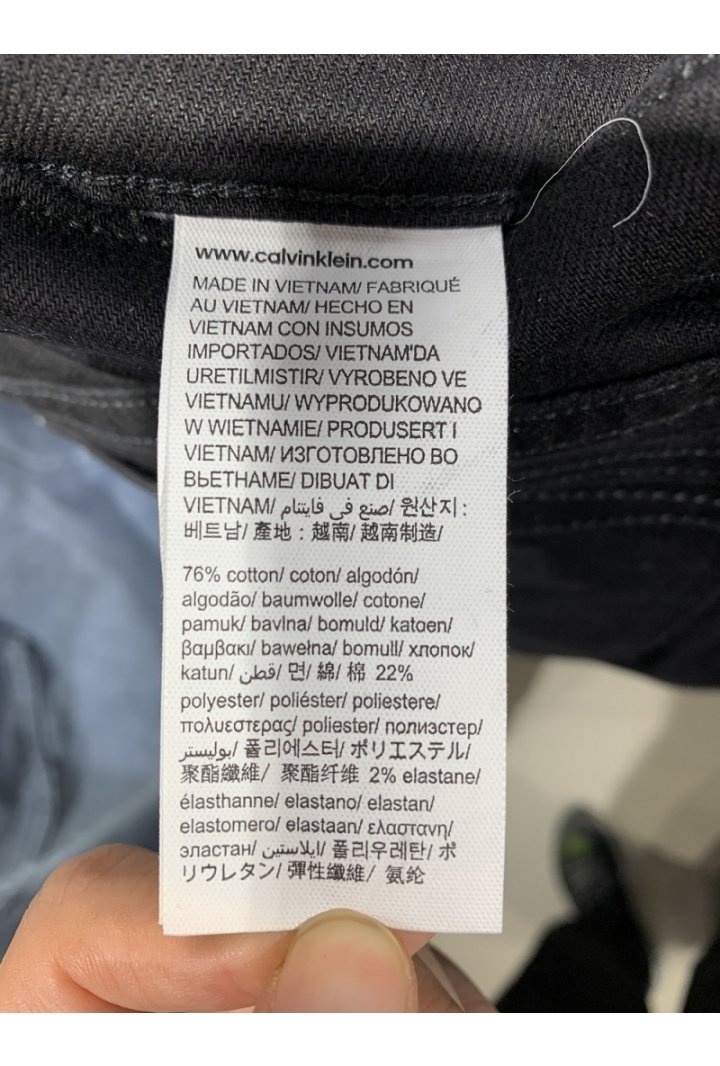 www.calvinklein.com
MADE IN VIETNAM/ FABRIQUÉ
AU VIETNAM/ HECHO EN
VIETNAM CON INSUMOS
IMPORTADOS/ VIETNAM'DA
URETILMISTIR/ VYROBENO VE
VIETNAMU/ WYPRODUKOWANO
W WIETNAMIE/ PRODUSERT I
VIETNAM/ ИЗГОТОВЛЕНО ВО
ВЬЕТНАМЕ/ DIBUAT DI
VIETNAM/ صنع في فايتنام/ 원산지 :
베트남/ 產地 : 越南/ 越南制造/
76% cotton/ coton/ algodón/
algodão/ baumwolle/ cotone/
pamuk/ bavlna/ bomuld/ katoen/
βαμβακι/ bawełna/ bomull/ хлопок/
katun/ قطن/ 면/ 綿/ 棉 22%
polyester/ poliéster/ poliestere/
πολυεστερας/ poliester/ полиэстер/
بوليستر/ 폴리에스터/ ポリエステル/
聚酯纖維/ 聚酯纤维 2% elastane/
élasthanne/ elastano/ elastan/
elastomero/ elastaan/ ελαστανη/
эластан/ ايلاستين/ 폴리우레탄/ ポ
リウレタン/ 彈性纖維/ 氨纶